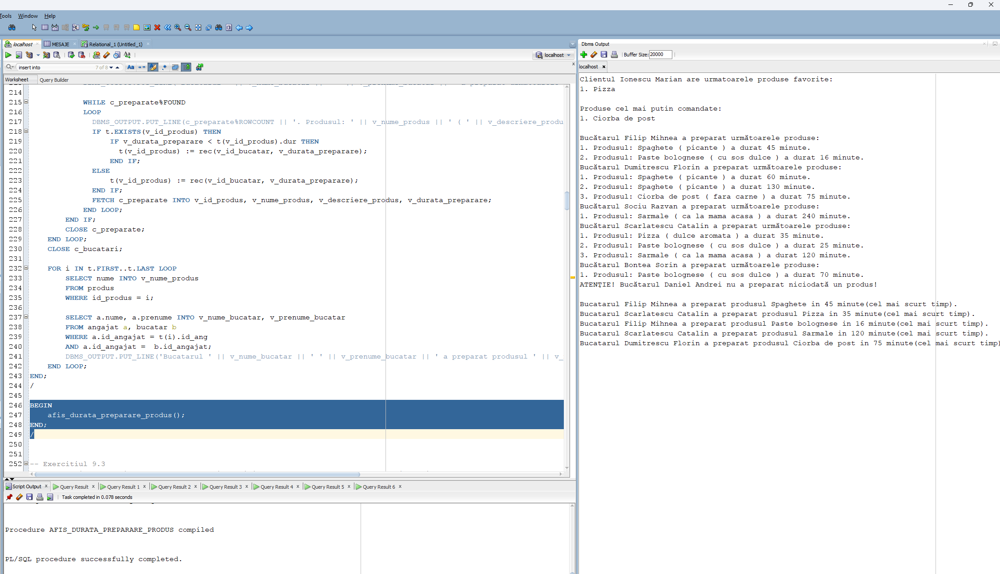 Tools Window Help
localhost
MESAJE
Relational_1 (Untitled_1)
localhost
insert into
7 of 8
Aa
Worksheet
Query Builder
214
215 WHILE c_preparate%FOUND
216 LOOP
217 DBMS_OUTPUT.PUT_LINE(c_preparate%ROWCOUNT || '. Produsul: ' || v_nume_produs || ' ( ' || v_descriere_produ
218 IF t.EXISTS(v_id_produs) THEN
219 IF v_durata_preparare < t(v_id_produs).dur THEN
220 t(v_id_produs) := rec(v_id_bucatar, v_durata_preparare);
221 END IF;
222 ELSE
223 t(v_id_produs) := rec(v_id_bucatar, v_durata_preparare);
224 END IF;
225 FETCH c_preparate INTO v_id_produs, v_nume_produs, v_descriere_produs, v_durata_preparare;
226 END LOOP;
227 END IF;
228 CLOSE c_preparate;
229 END LOOP;
230 CLOSE c_bucatari;
231
232 FOR i IN t.FIRST..t.LAST LOOP
233 SELECT nume INTO v_nume_produs
234 FROM produs
235 WHERE id_produs = i;
236
237 SELECT a.nume, a.prenume INTO v_nume_bucatar, v_prenume_bucatar
238 FROM angajat a, bucatar b
239 WHERE a.id_angajat = t(i).id_ang
240 AND a.id_angajat =  b.id_angajat;
241 DBMS_OUTPUT.PUT_LINE('Bucatarul ' || v_nume_bucatar || ' ' || v_prenume_bucatar || ' a preparat produsul ' || v_
242 END LOOP;
243 END;
244 /
245
246 BEGIN
247 afis_durata_preparare_produs();
248 END;
249 /
250
251
252 -- Exercitiul 9.3
Script Output
Query Result
Query Result 1
Query Result 2
Query Result 3
Query Result 4
Query Result 5
Query Result 6
Task completed in 0.078 seconds
Procedure AFIS_DURATA_PREPARARE_PRODUS compiled
PL/SQL procedure successfully completed.
Dbms Output
Buffer Size: 20000
localhost
Clientul Ionescu Marian are urmatoarele produse favorite:
1. Pizza
Produse cel mai putin comandate:
1. Ciorba de post
Bucătarul Filip Mihnea a preparat următoarele produse:
1. Produsul: Spaghete ( picante ) a durat 45 minute.
2. Produsul: Paste bolognese ( cu sos dulce ) a durat 16 minute.
Bucătarul Dumitrescu Florin a preparat următoarele produse:
1. Produsul: Spaghete ( picante ) a durat 60 minute.
2. Produsul: Spaghete ( picante ) a durat 130 minute.
3. Produsul: Ciorba de post ( fara carne ) a durat 75 minute.
Bucătarul Sociu Razvan a preparat următoarele produse:
1. Produsul: Sarmale ( ca la mama acasa ) a durat 240 minute.
Bucătarul Scarlatescu Catalin a preparat următoarele produse:
1. Produsul: Pizza ( dulce aromata ) a durat 35 minute.
2. Produsul: Paste bolognese ( cu sos dulce ) a durat 25 minute.
3. Produsul: Sarmale ( ca la mama acasa ) a durat 120 minute.
Bucătarul Bontea Sorin a preparat următoarele produse:
1. Produsul: Paste bolognese ( cu sos dulce ) a durat 70 minute.
ATENȚIE! Bucătarul Daniel Andrei nu a preparat niciodată un produs!
Bucatarul Filip Mihnea a preparat produsul Spaghete in 45 minute(cel mai scurt timp).
Bucatarul Scarlatescu Catalin a preparat produsul Pizza in 35 minute(cel mai scurt timp).
Bucatarul Filip Mihnea a preparat produsul Paste bolognese in 16 minute(cel mai scurt timp).
Bucatarul Scarlatescu Catalin a preparat produsul Sarmale in 120 minute(cel mai scurt timp).
Bucatarul Dumitrescu Florin a preparat produsul Ciorba de post in 75 minute(cel mai scurt timp)